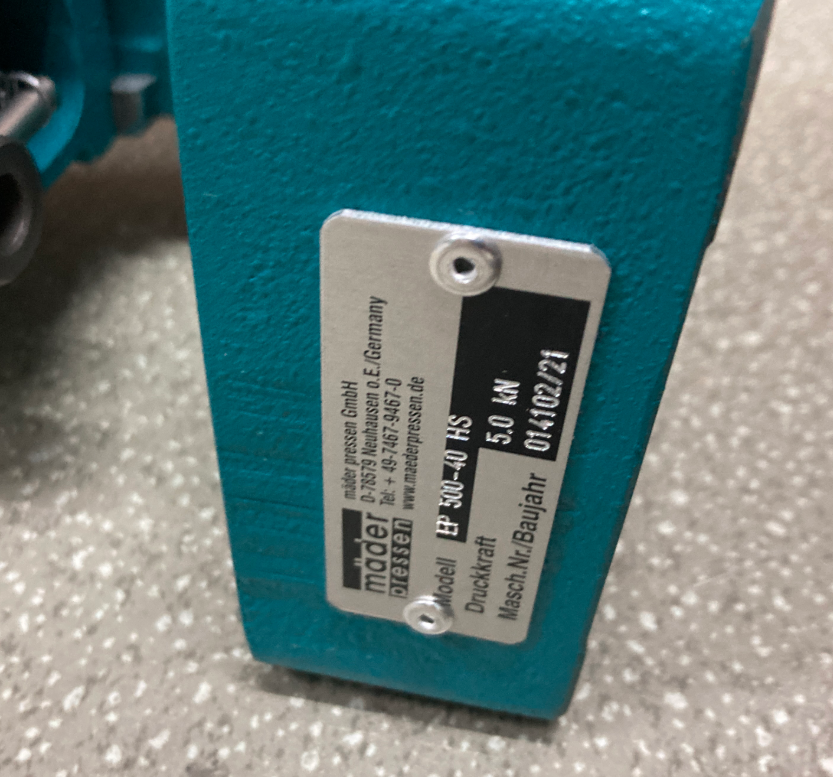 mäder
pressen
mäder pressen GmbH
D-78579 Neuhausen o.E./Germany
Tel: + 49-7467-9467-0
www.maederpressen.de
Modell EP 500-40 HS
Druckkraft 5.0 kN
Masch.Nr./Baujahr 014102/21